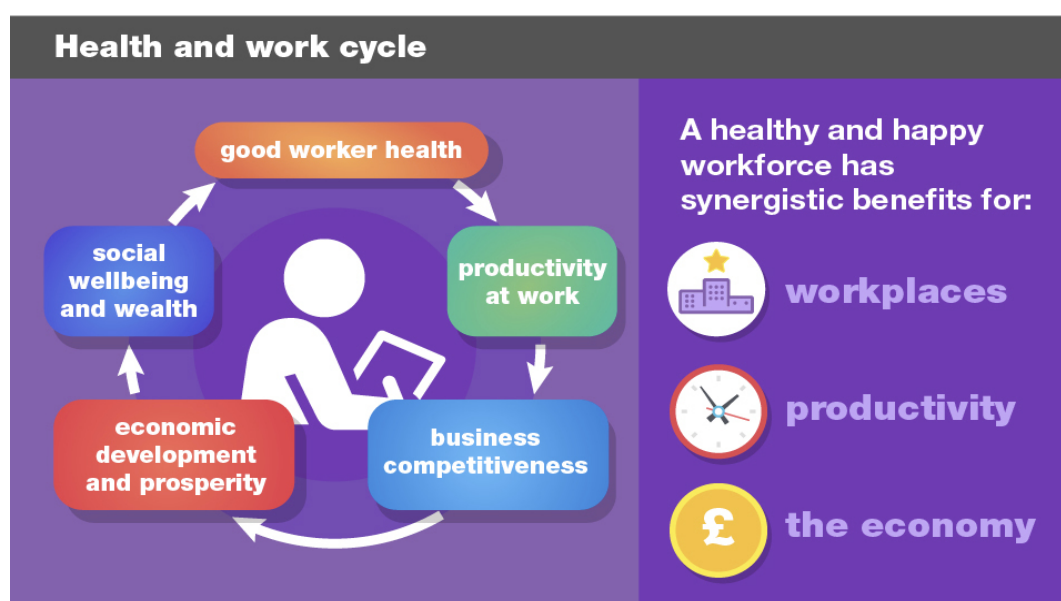 Health and work cycle
good worker health
productivity
at work
business
competitiveness
economic
development
and prosperity
social
wellbeing
and wealth
A healthy and happy
workforce has
synergistic benefits for:
workplaces
productivity
£
the economy